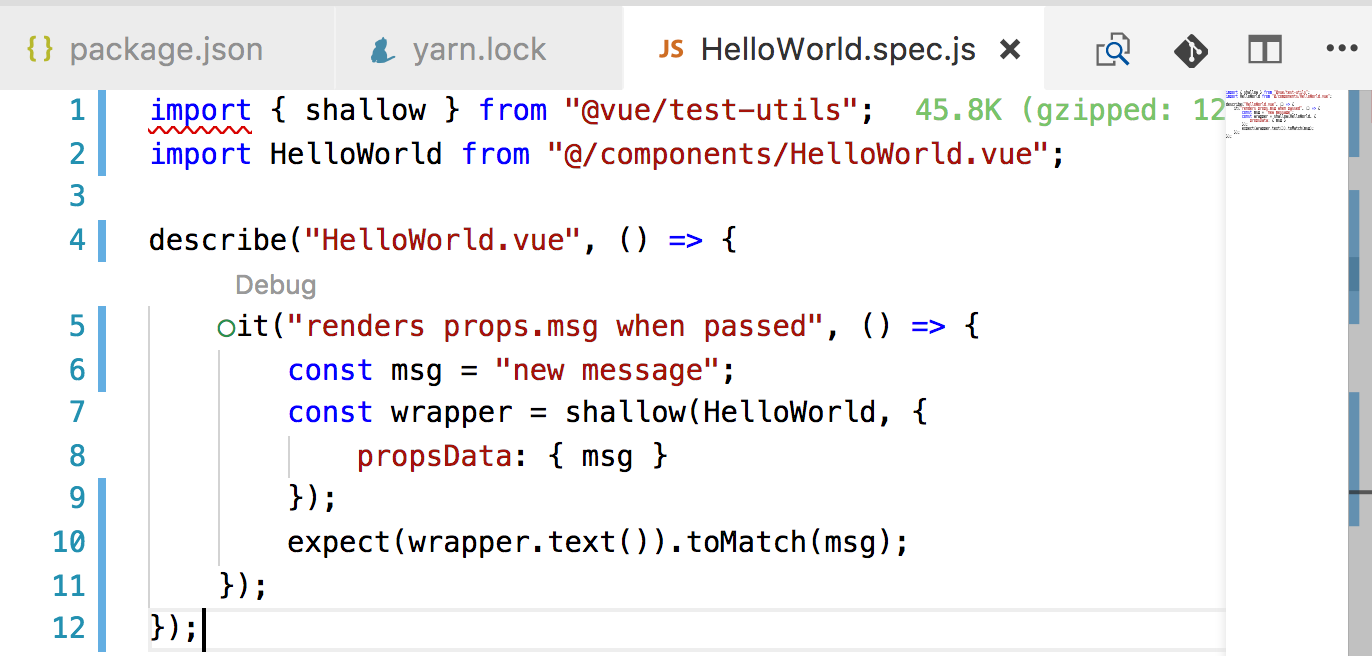 {} package.json yarn.lock JS HelloWorld.spec.js
1 import { shallow } from "@vue/test-utils"; 45.8K (gzipped: 12
2 import HelloWorld from "@/components/HelloWorld.vue";
3
4 describe("HelloWorld.vue", () => {
Debug
5 it("renders props.msg when passed", () => {
6 const msg = "new message";
7 const wrapper = shallow(HelloWorld, {
8 propsData: { msg }
9 });
10 expect(wrapper.text()).toMatch(msg);
11 });
12 });